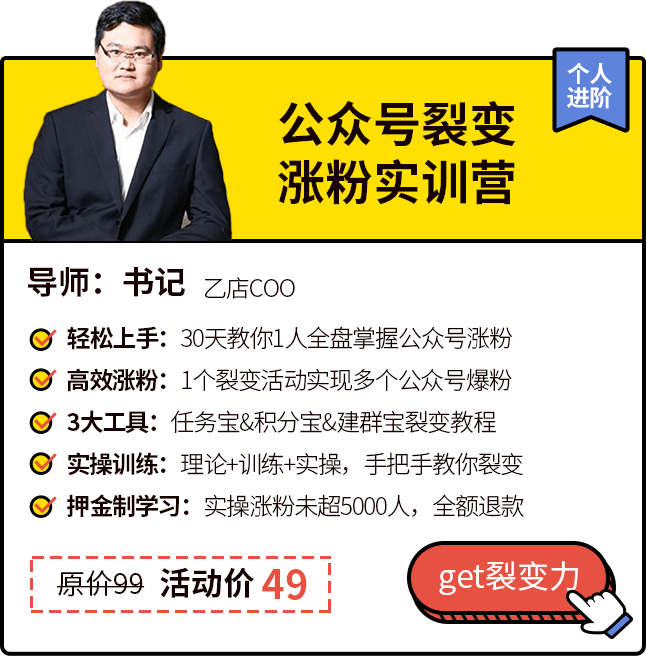 个人
进阶
公众号裂变
涨粉实训营
导师：书记 乙店COO
轻松上手：30天教你1人全盘掌握公众号涨粉
高效涨粉：1个裂变活动实现多个公众号爆粉
3大工具：任务宝&积分宝&建群宝裂变教程
实操训练：理论+训练+实操，手把手教你裂变
押金制学习：实操涨粉未超5000人，全额退款
原价99 活动价 49
get裂变力